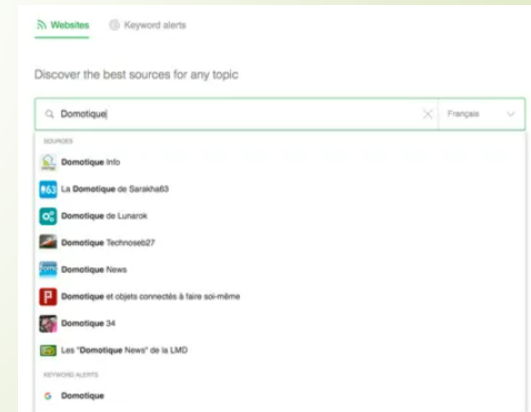 Websites Keyword alerts
Discover the best sources for any topic
Domotique Français
SOURCES
Domotique Info
#63 La Domotique de Sarakha63
Domotique de Lunarok
Domotique Technoseb27
Domotique News
Domotique et objets connectés à faire soi-même
Domotique 34
Les "Domotique News" de la LMD
KEYWORD ALERTS
G Domotique